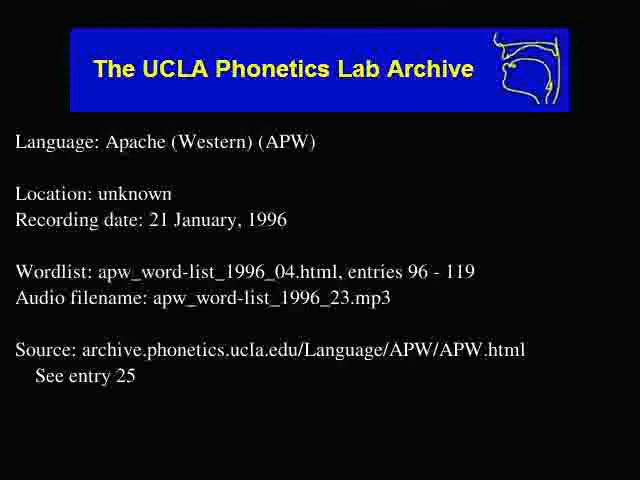 The UCLA Phonetics Lab Archive
Language: Apache (Western) (APW)
Location: unknown
Recording date: 21 January, 1996
Wordlist: apw_word-list_1996_04.html, entries 96 - 119
Audio filename: apw_word-list_1996_23.mp3
Source: archive.phonetics.ucla.edu/Language/APW/APW.html
See entry 25